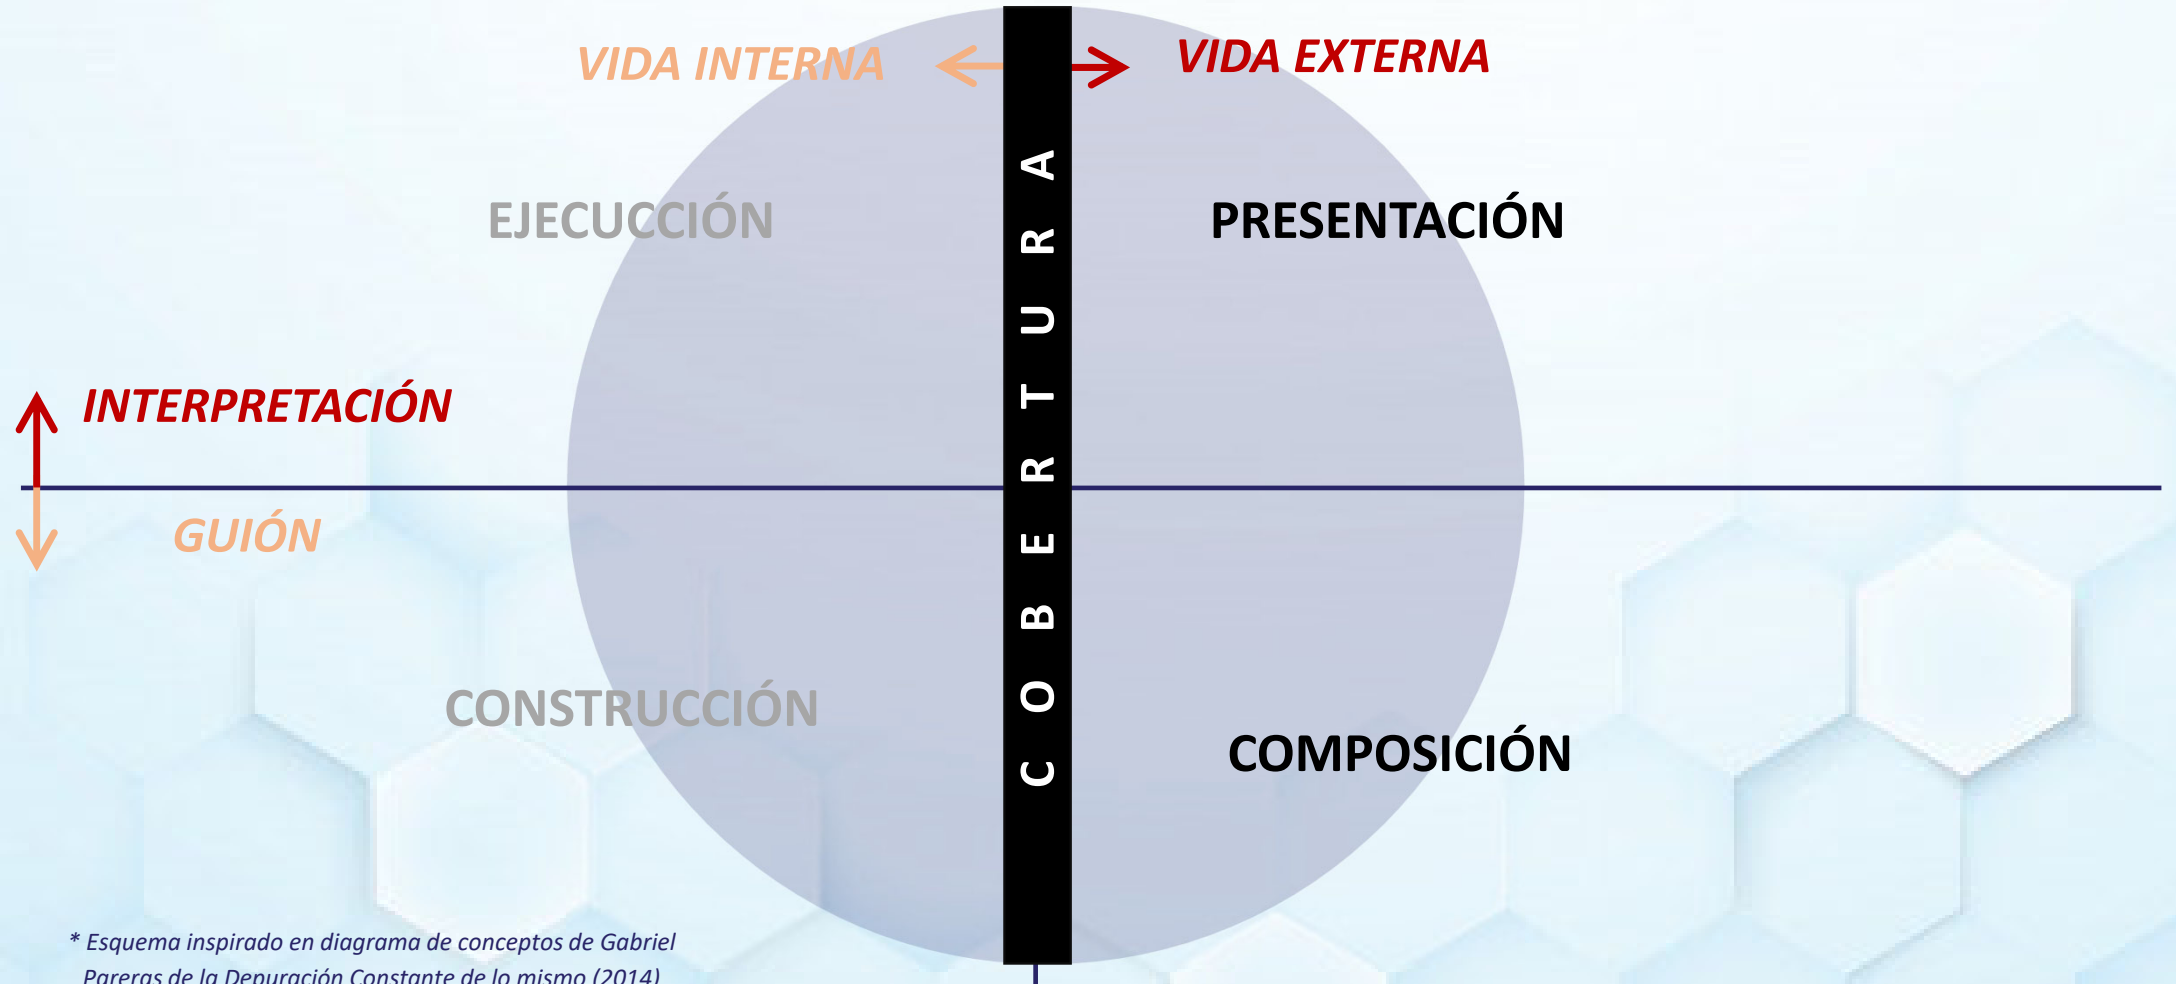 VIDA INTERNA
VIDA EXTERNA
EJECUCCIÓN
PRESENTACIÓN
COBERTURA
INTERPRETACIÓN
GUIÓN
CONSTRUCCIÓN
COMPOSICIÓN
* Esquema inspirado en diagrama de conceptos de Gabriel
Pareras de la Depuración Constante de lo mismo (2014)